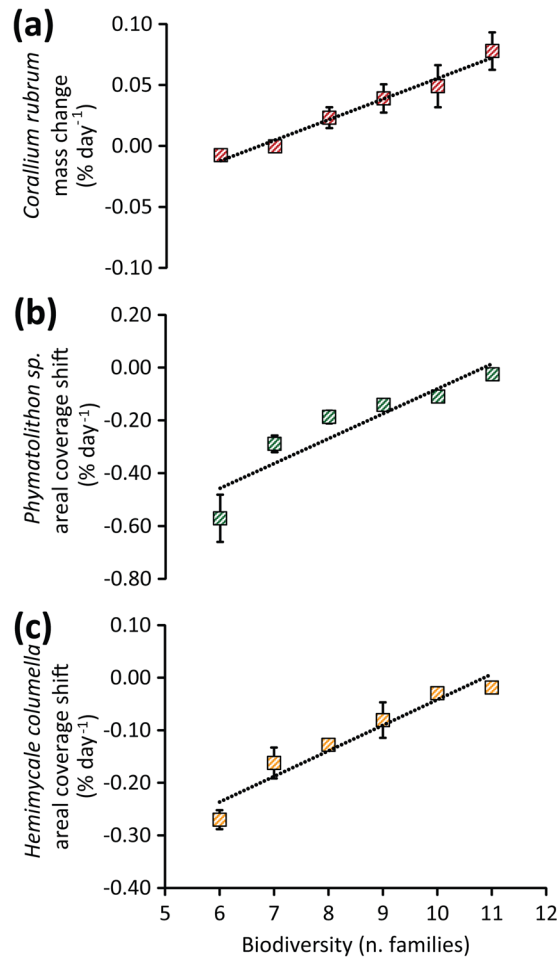 (a)
Corallium rubrum
mass change
(% day-1)
0.10
0.05
0.00
-0.05
-0.10
(b)
Phymatolithon sp.
areal coverage shift
(% day-1)
0.20
0.00
-0.20
-0.40
-0.60
-0.80
(c)
Hemimycale columella
areal coverage shift
(% day-1)
0.10
0.00
-0.10
-0.20
-0.30
-0.40
5 6 7 8 9 10 11 12
Biodiversity (n. families)